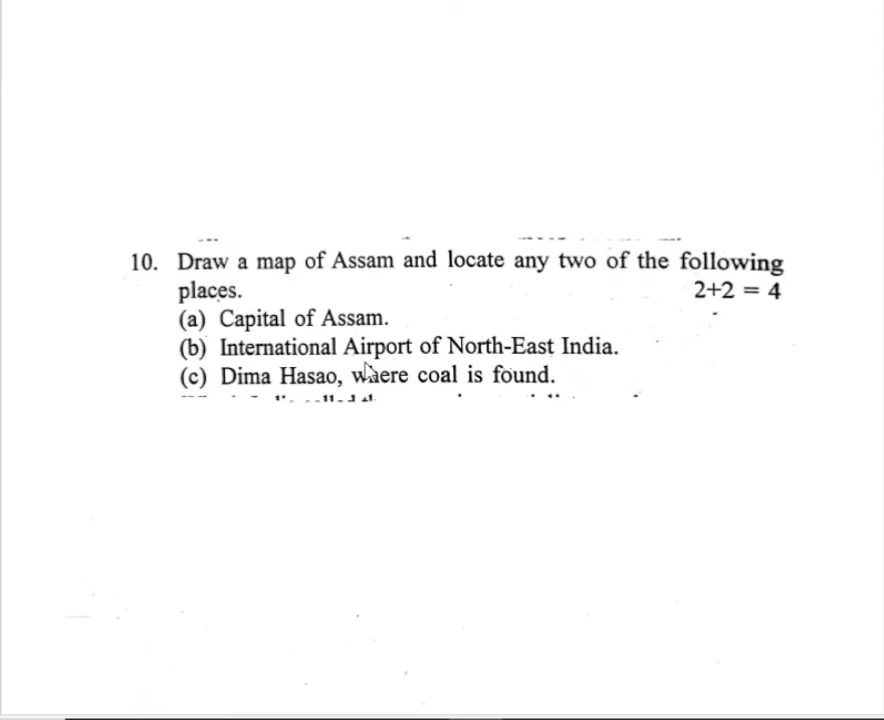 10. Draw a map of Assam and locate any two of the following
places. 2+2 = 4
(a) Capital of Assam.
(b) International Airport of North-East India.
(c) Dima Hasao, where coal is found.